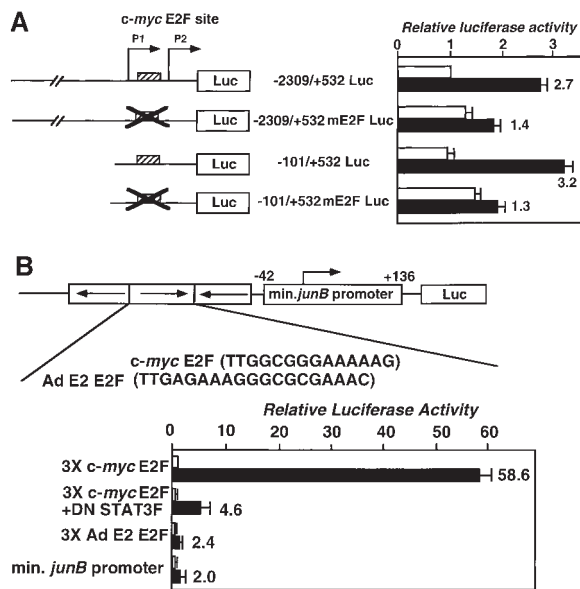 A
c-myc E2F site
P1 P2
Relative luciferase activity
0 1 2 3
Luc -2309/+532 Luc 2.7
Luc -2309/+532 mE2F Luc 1.4
Luc -101/+532 Luc 3.2
Luc -101/+532 mE2F Luc 1.3
B
-42 +136
min. junB promoter Luc
c-myc E2F (TTGGCGGGAAAAAG)
Ad E2 E2F (TTGAGAAAGGGCGCGAAAC)
Relative Luciferase Activity
0 10 20 30 40 50 60
3X c-myc E2F 58.6
3X c-myc E2F
+DN STAT3F 4.6
3X Ad E2 E2F 2.4
min. junB promoter 2.0